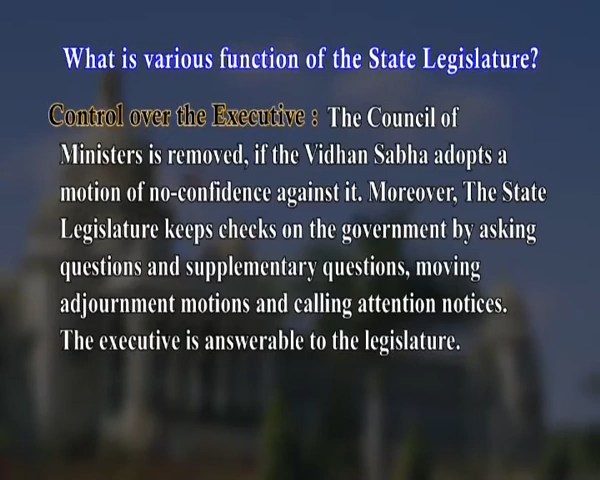 What is various function of the State Legislature?
Control over the Executive : The Council of
Ministers is removed, if the Vidhan Sabha adopts a
motion of no-confidence against it. Moreover, The State
Legislature keeps checks on the government by asking
questions and supplementary questions, moving
adjournment motions and calling attention notices.
The executive is answerable to the legislature.